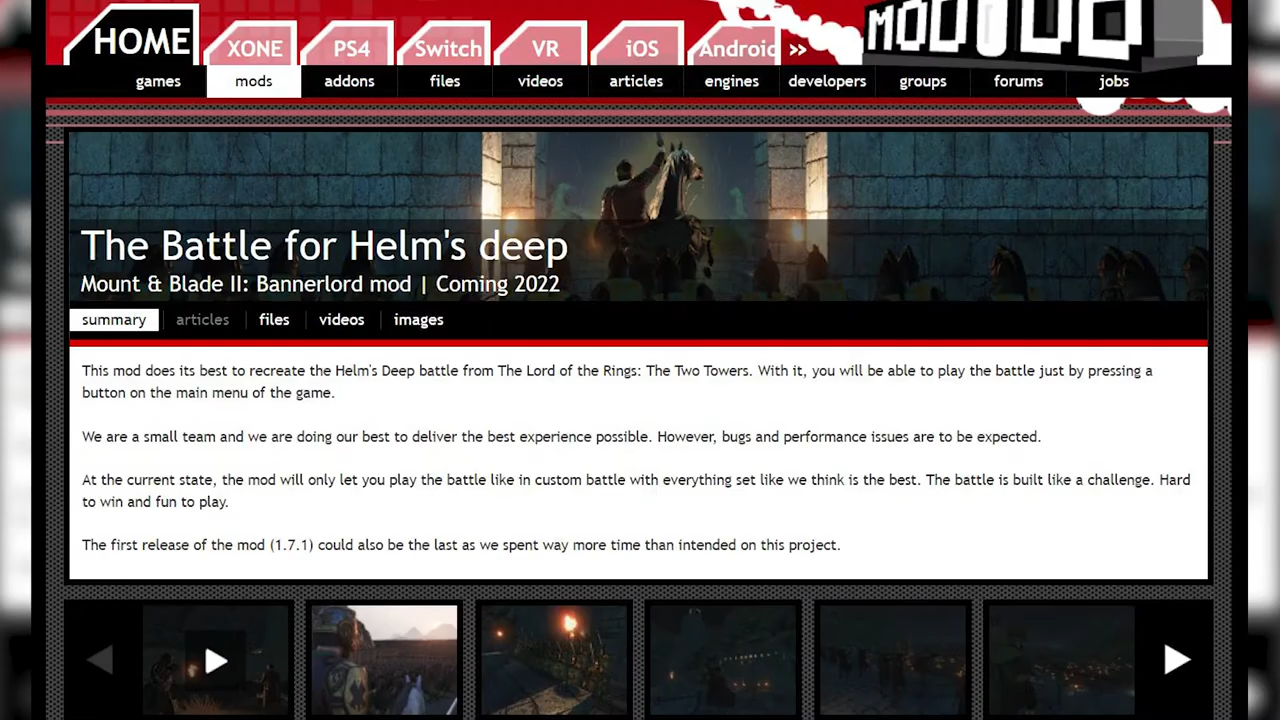 HOME XONE PS4 Switch VR iOS Android »
MOD DB
games mods addons files videos articles engines developers groups forums jobs
The Battle for Helm's deep
Mount & Blade II: Bannerlord mod | Coming 2022
summary articles files videos images
This mod does its best to recreate the Helm's Deep battle from The Lord of the Rings: The Two Towers. With it, you will be able to play the battle just by pressing a
button on the main menu of the game.
We are a small team and we are doing our best to deliver the best experience possible. However, bugs and performance issues are to be expected.
At the current state, the mod will only let you play the battle like in custom battle with everything set like we think is the best. The battle is built like a challenge. Hard
to win and fun to play.
The first release of the mod (1.7.1) could also be the last as we spent way more time than intended on this project.